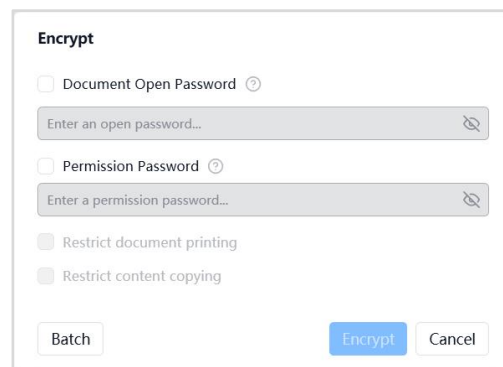 Encrypt
Document Open Password
Enter an open password...
Permission Password
Enter a permission password...
Restrict document printing
Restrict content copying
Batch Encrypt Cancel